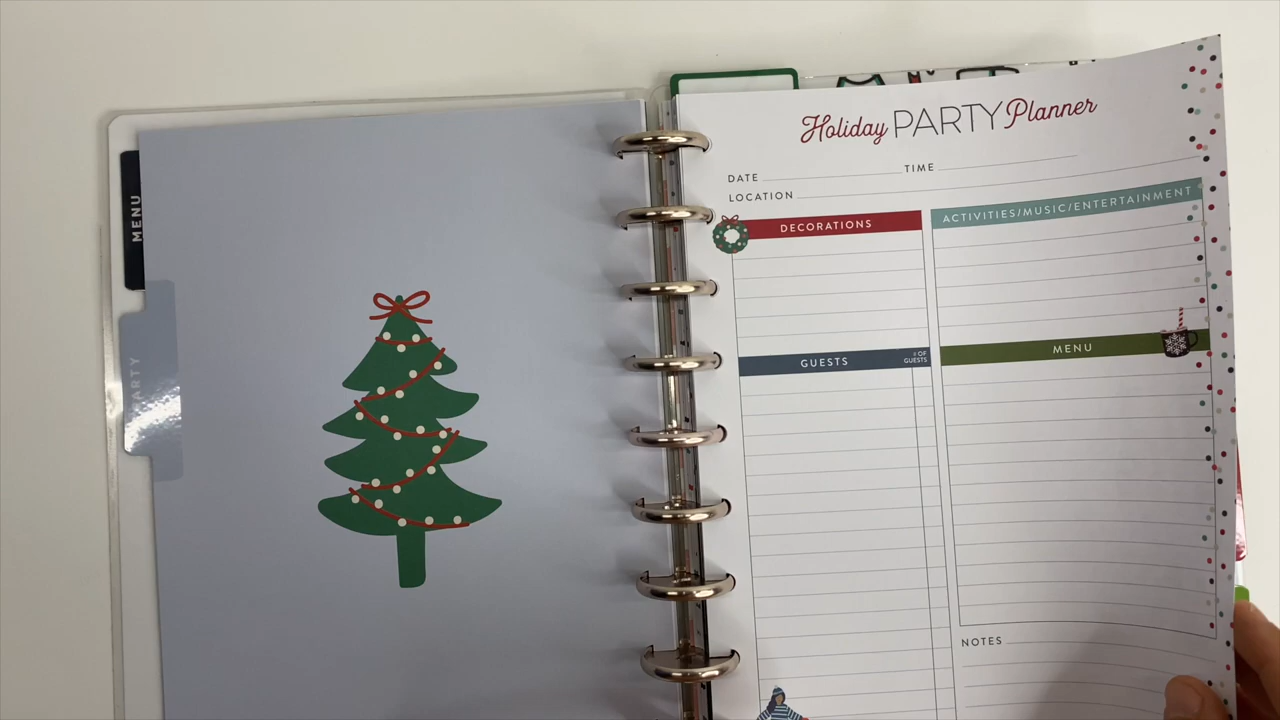 MENU
PARTY
Holiday PARTY Planner
DATE TIME
LOCATION
DECORATIONS
ACTIVITIES/MUSIC/ENTERTAINMENT
GUESTS
# OF GUESTS
MENU
NOTES